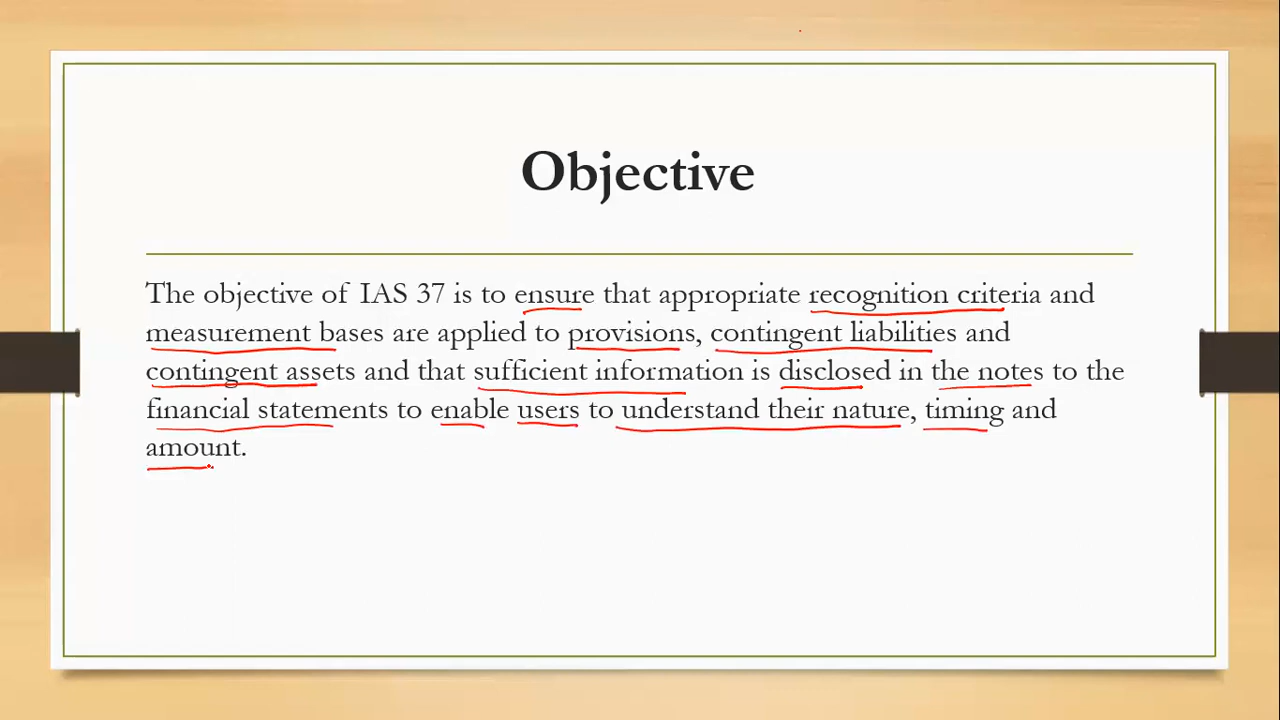 Objective
The objective of IAS 37 is to ensure that appropriate recognition criteria and
measurement bases are applied to provisions, contingent liabilities and
contingent assets and that sufficient information is disclosed in the notes to the
financial statements to enable users to understand their nature, timing and
amount.